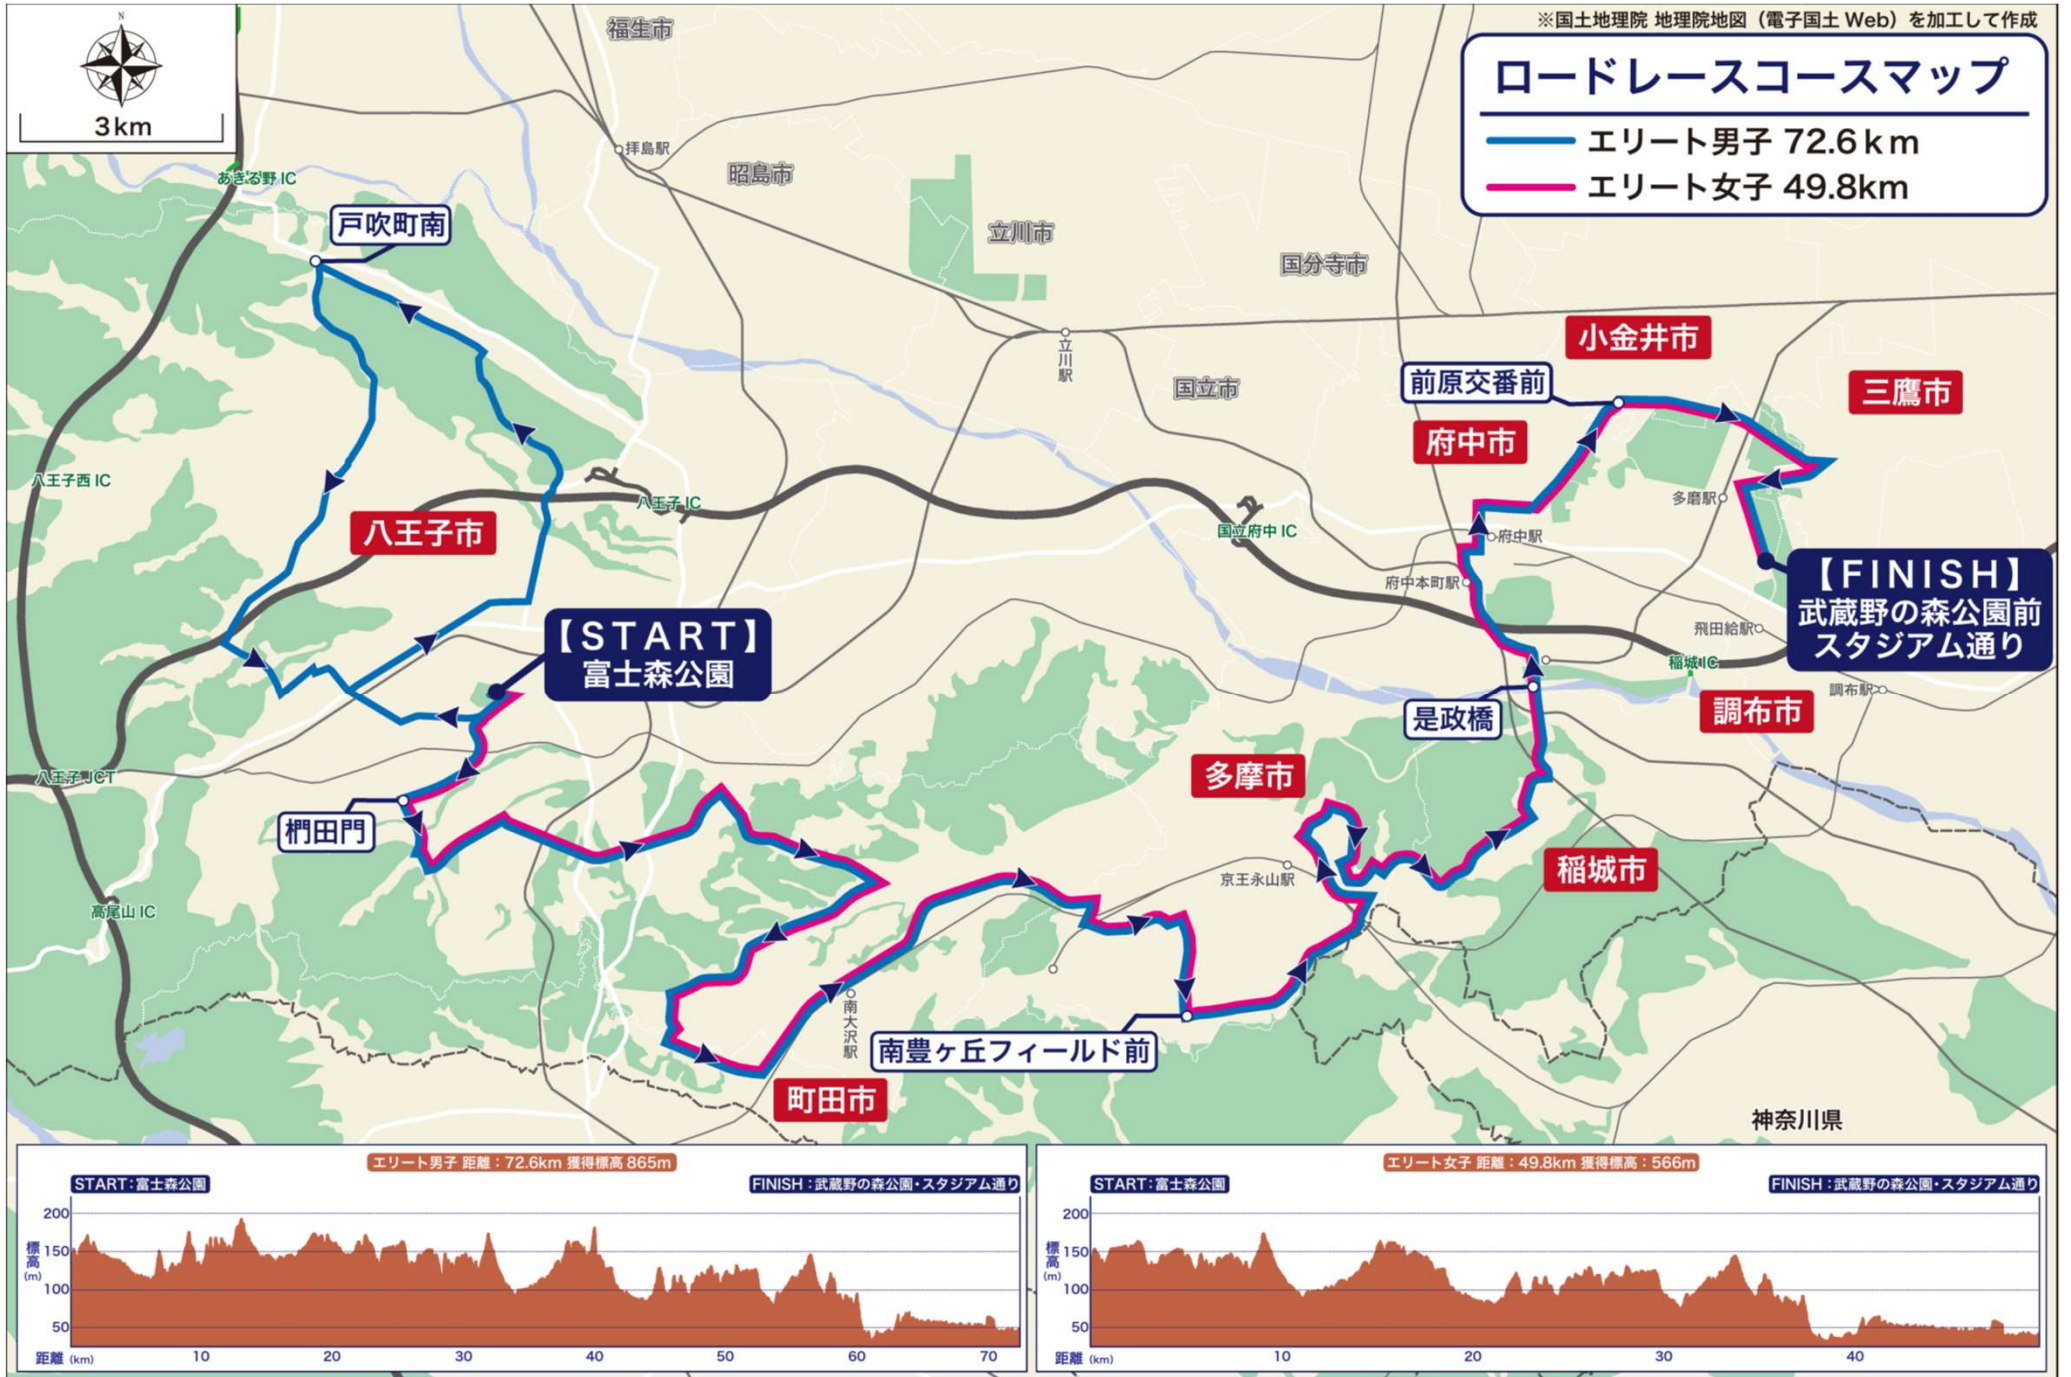 ※国土地理院 地理院地図（電子国土 Web）を加工して作成
ロードレースコースマップ
エリート男子 72.6ｋｍ
エリート女子 49.8km
N
3km
福生市
拝島駅
昭島市
あきる野 IC
戸吹町南
立川市
国分寺市
立川駅
小金井市
前原交番前
国立市
三鷹市
府中市
八王子西 IC
多磨駅
八王子 IC
八王子市
国立府中 IC
府中駅
府中本町駅
【FINISH】
武蔵野の森公園前
スタジアム通り
【START】
富士森公園
飛田給駅
稲城 IC
調布駅
是政橋
調布市
八王子 JCT
多摩市
椚田門
稲城市
京王永山駅
高尾山 IC
南大沢駅
南豊ヶ丘フィールド前
町田市
神奈川県
エリート男子 距離：72.6km 獲得標高 865m
START：富士森公園
FINISH：武蔵野の森公園・スタジアム通り
標高(m)
200
150
100
50
距離 (km)
10 20 30 40 50 60 70
エリート女子 距離：49.8km 獲得標高：566m
START：富士森公園
FINISH：武蔵野の森公園・スタジアム通り
標高(m)
200
150
100
50
距離 (km)
10 20 30 40